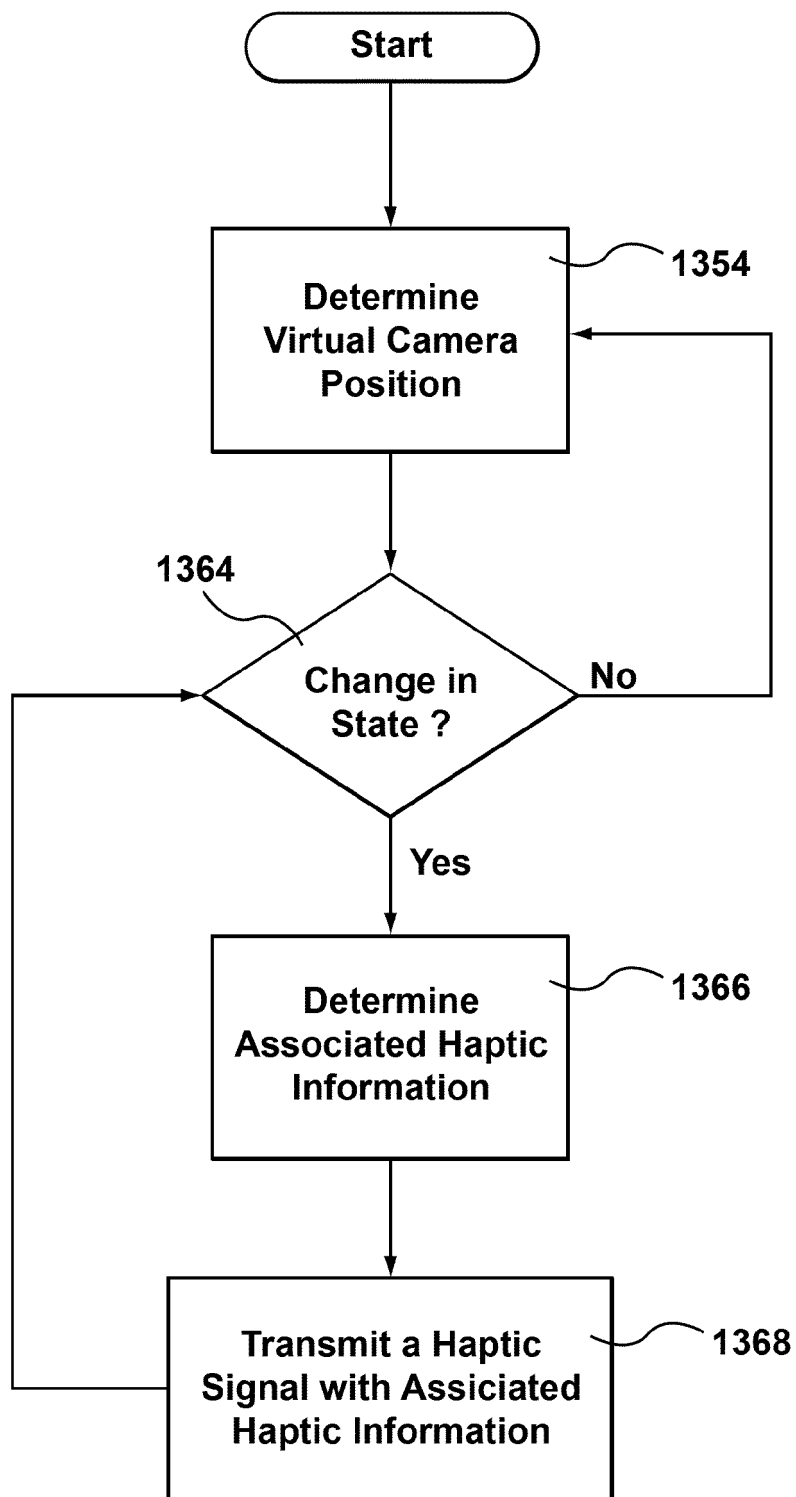 Start
1354
Determine
Virtual Camera
Position
1364
Change in
State ?
No
Yes
1366
Determine
Associated Haptic
Information
1368
Transmit a Haptic
Signal with Assiciated
Haptic Information